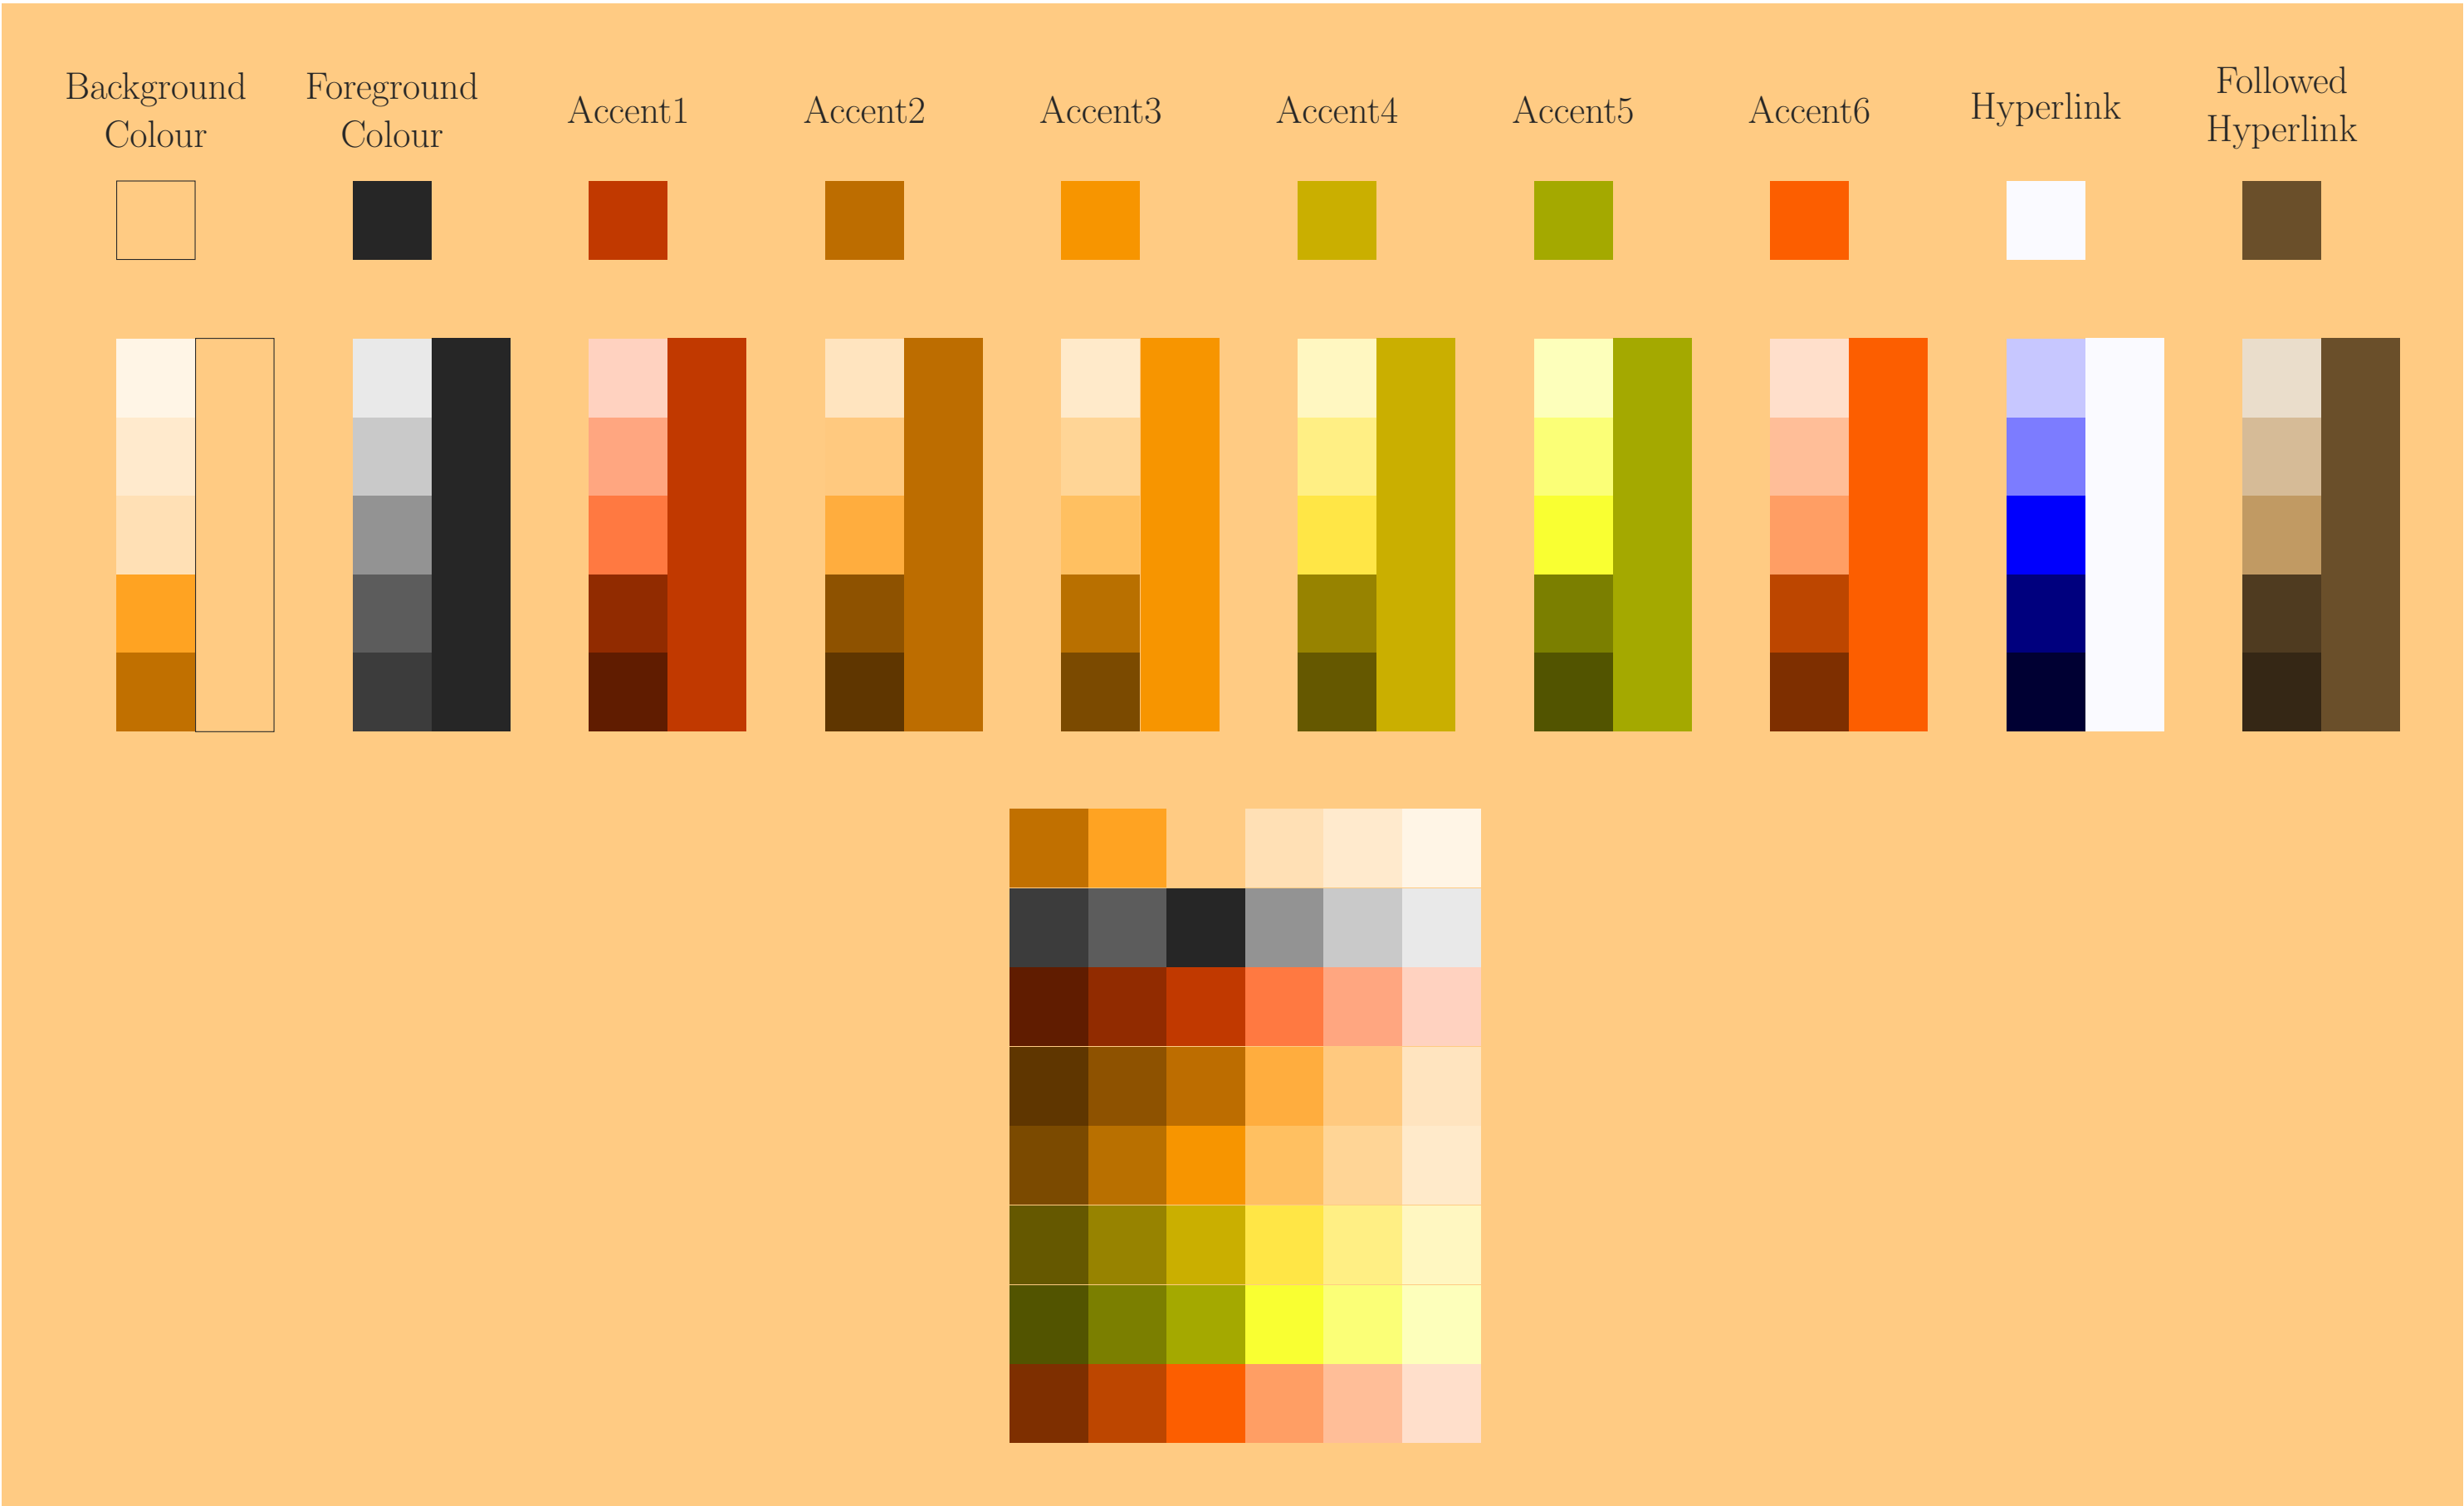 Background
Colour
Foreground
Colour
Accent1
Accent2
Accent3
Accent4
Accent5
Accent6
Hyperlink
Followed
Hyperlink